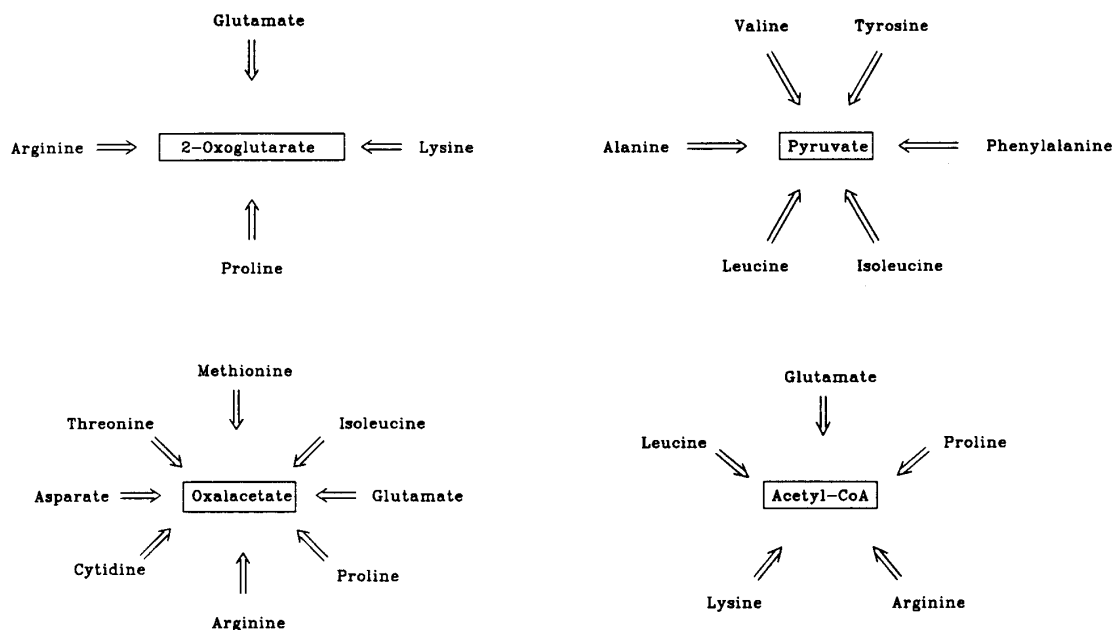 Glutamate
Arginine
2-Oxoglutarate
Lysine
Proline
Valine
Tyrosine
Alanine
Pyruvate
Phenylalanine
Leucine
Isoleucine
Methionine
Threonine
Isoleucine
Asparate
Oxalacetate
Glutamate
Cytidine
Proline
Arginine
Glutamate
Leucine
Proline
Acetyl-CoA
Lysine
Arginine